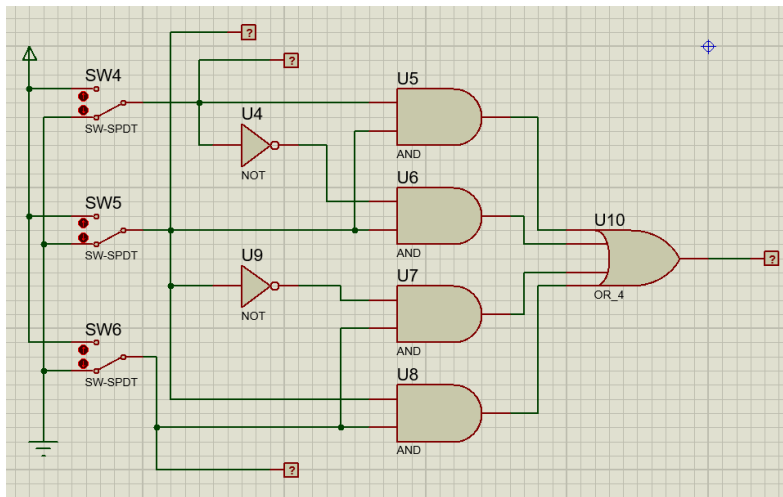 ?
?
SW4
SW-SPDT
U4
NOT
U5
AND
SW5
SW-SPDT
U6
AND
U9
NOT
U10
OR_4
?
U7
AND
SW6
SW-SPDT
U8
AND
?